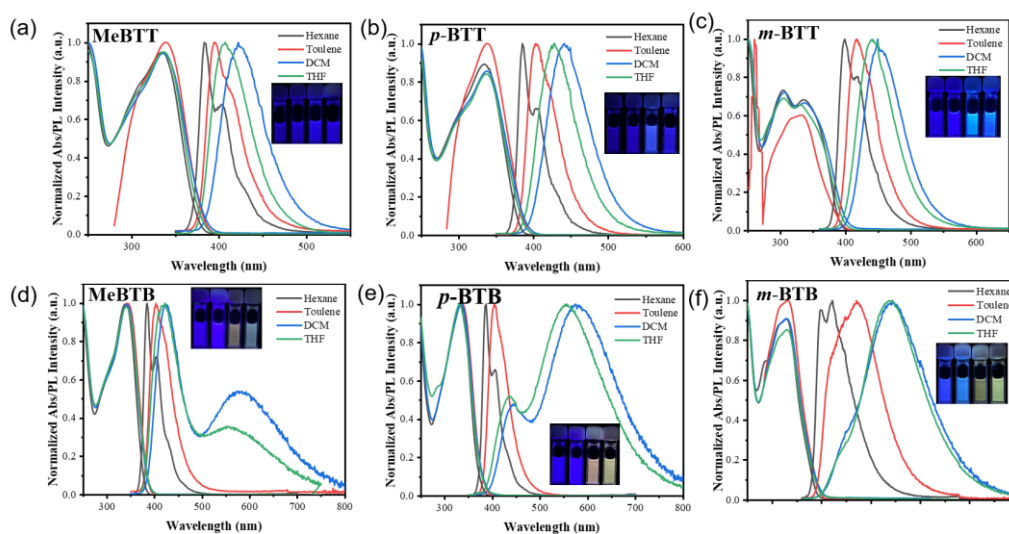 (a)
MeBTT
Hexane
Toulene
DCM
THF
Normalized Abs/PL Intensity (a.u.)
1.0
0.8
0.6
0.4
0.2
0.0
300
400
500
Wavelength (nm)
(b)
p-BTT
Hexane
Toulene
DCM
THF
Normalized Abs/PL Intensity (a.u.)
1.0
0.8
0.6
0.4
0.2
0.0
300
400
500
600
Wavelength (nm)
(c)
m-BTT
Hexane
Toulene
DCM
THF
Normalized Abs/PL Intensity (a.u.)
1.0
0.8
0.6
0.4
0.2
0.0
300
400
500
600
Wavelength (nm)
(d)
MeBTB
Hexane
Toulene
DCM
THF
Normalized Abs/PL Intensity (a.u.)
1.0
0.8
0.6
0.4
0.2
0.0
300
400
500
600
700
800
Wavelength (nm)
(e)
p-BTB
Hexane
Toulene
DCM
THF
Normalized Abs/PL Intensity (a.u.)
1.0
0.8
0.6
0.4
0.2
0.0
300
400
500
600
700
800
Wavelength (nm)
(f)
m-BTB
Hexane
Toulene
DCM
THF
Normalized Abs/PL Intensity (a.u.)
1.0
0.8
0.6
0.4
0.2
0.0
300
400
500
600
700
Wavelength (nm)